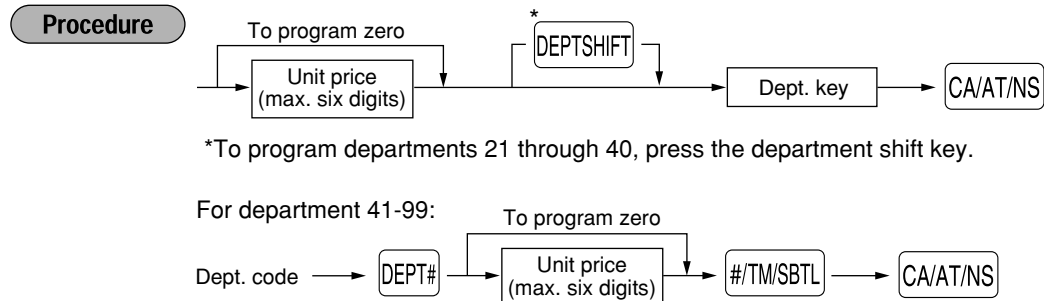 Procedure
To program zero
*
DEPTSHIFT
Unit price
(max. six digits)
Dept. key
CA/AT/NS
*To program departments 21 through 40, press the department shift key.
For department 41-99:
To program zero
Dept. code
DEPT#
Unit price
(max. six digits)
#/TM/SBTL
CA/AT/NS